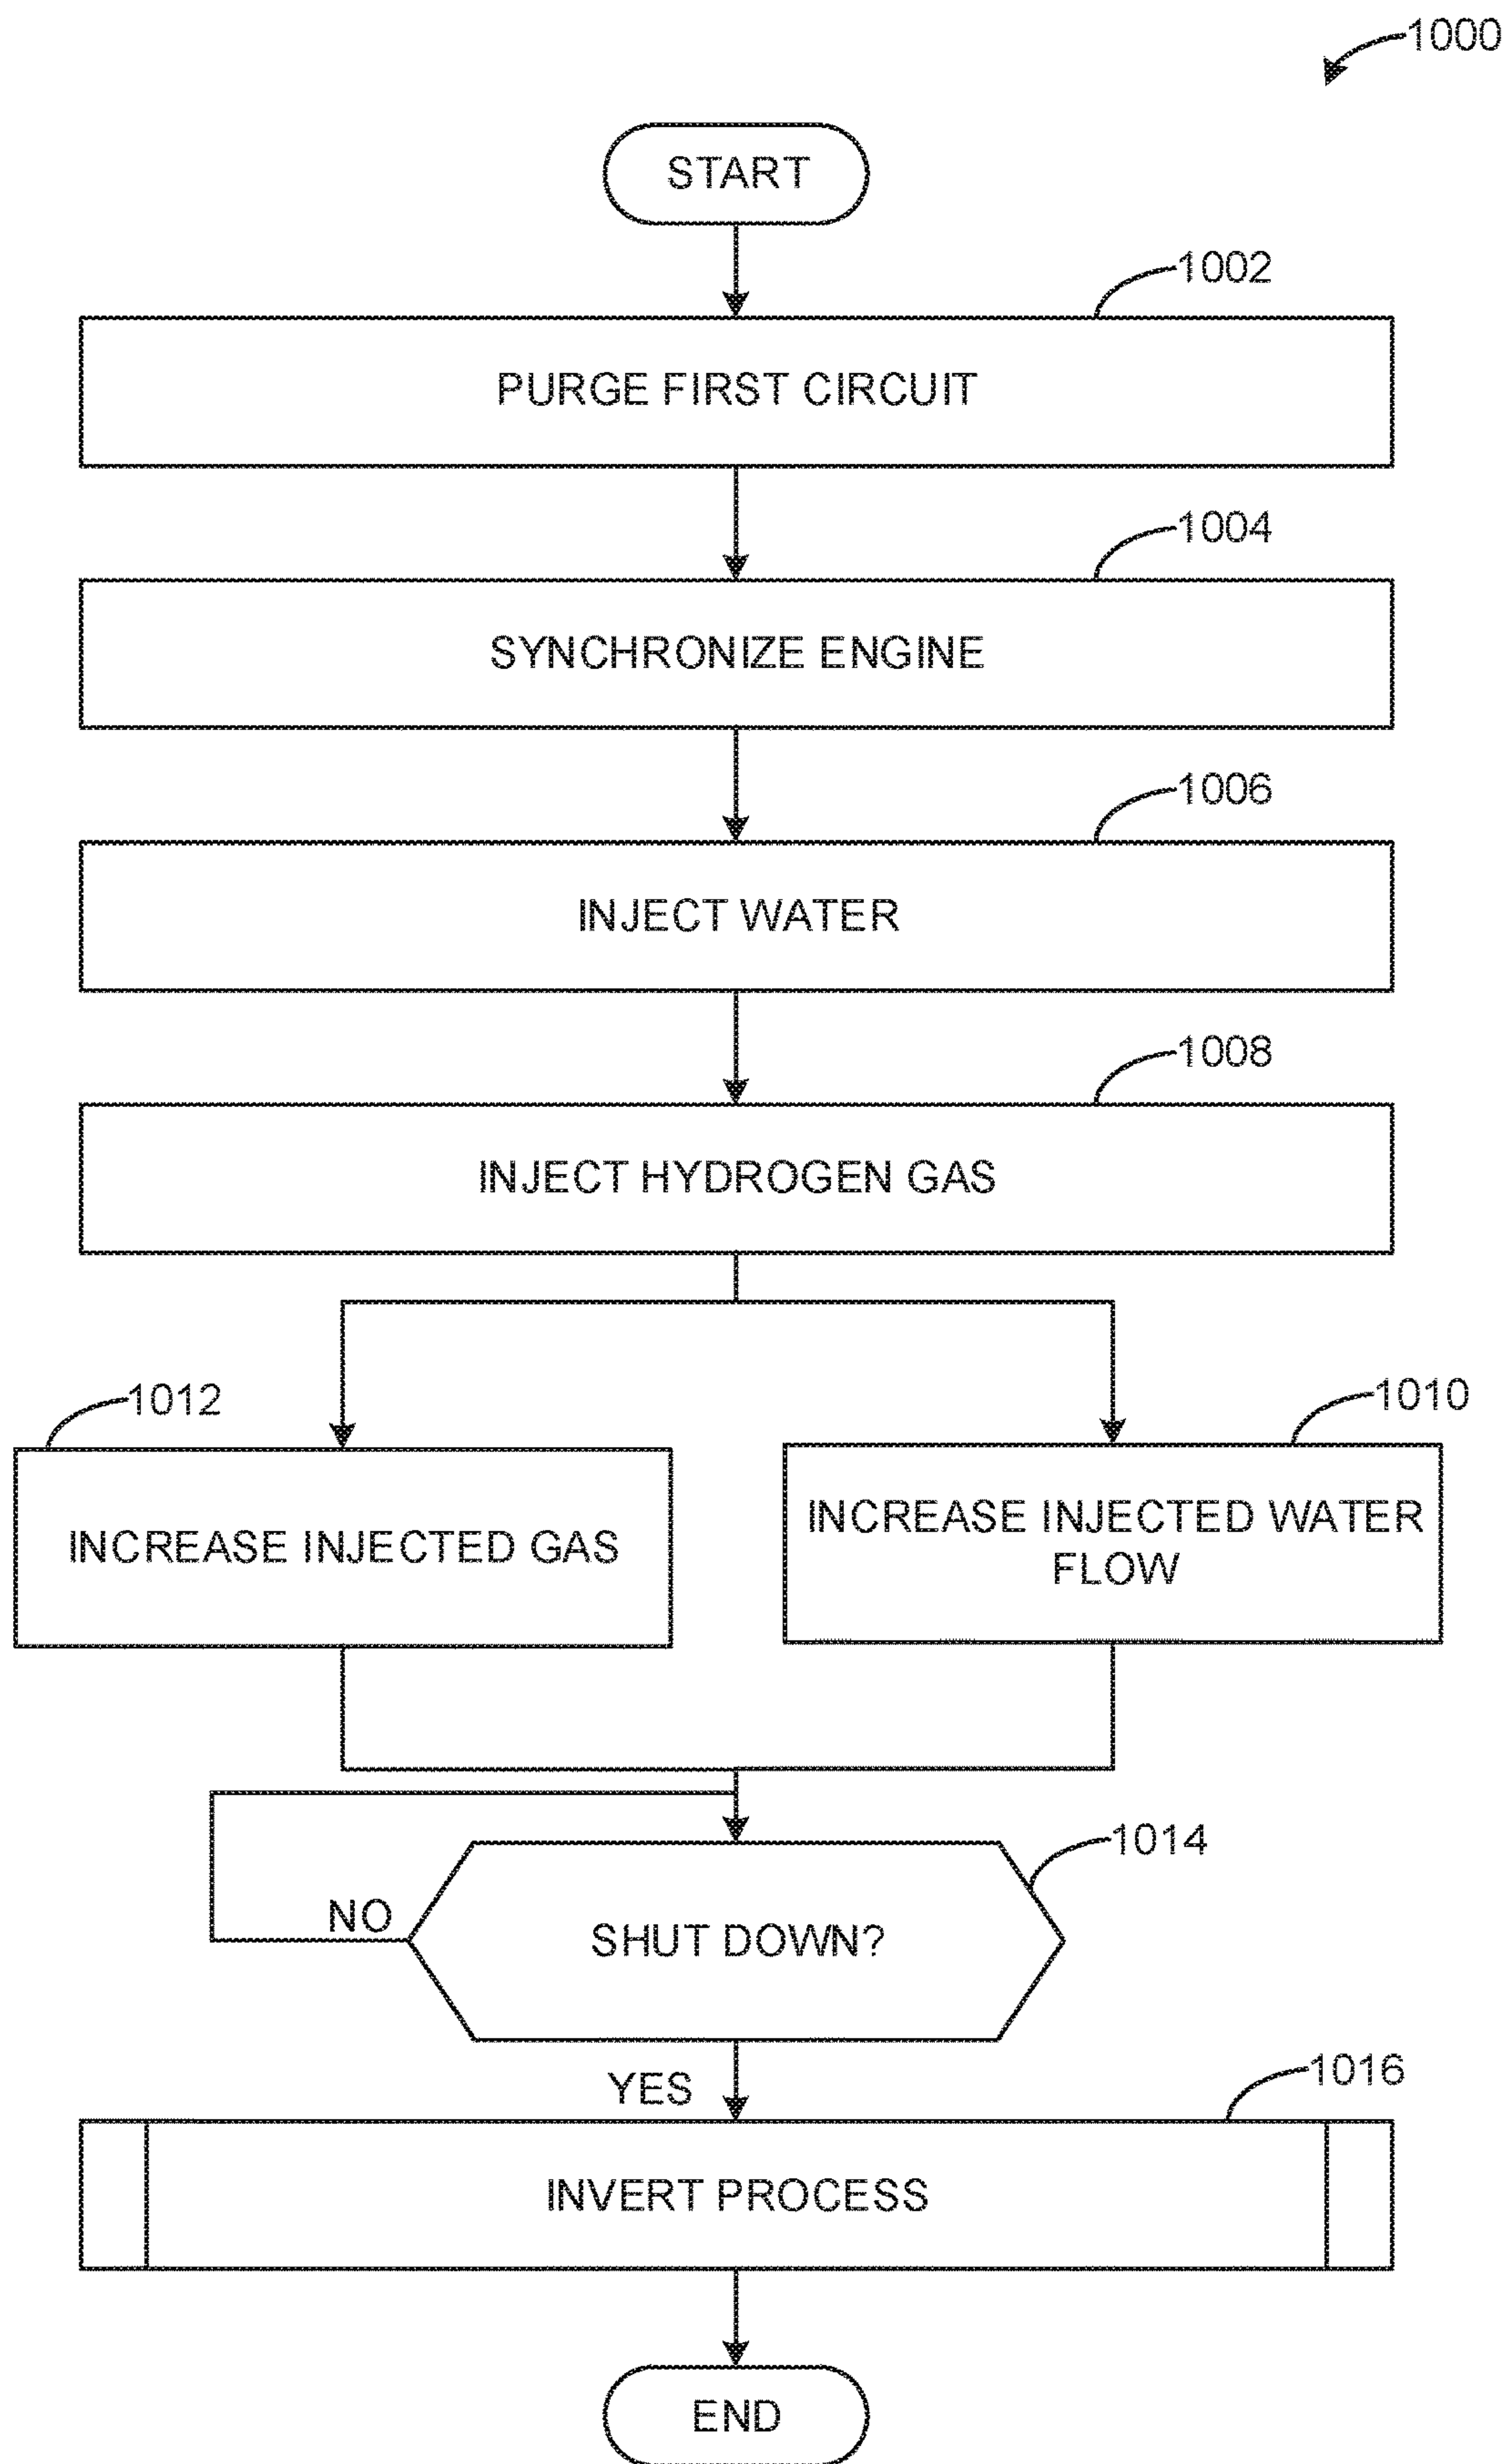 1000
START
1002
PURGE FIRST CIRCUIT
1004
SYNCHRONIZE ENGINE
1006
INJECT WATER
1008
INJECT HYDROGEN GAS
1012
INCREASE INJECTED GAS
1010
INCREASE INJECTED WATER
FLOW
1014
SHUT DOWN?
NO
YES
1016
INVERT PROCESS
END